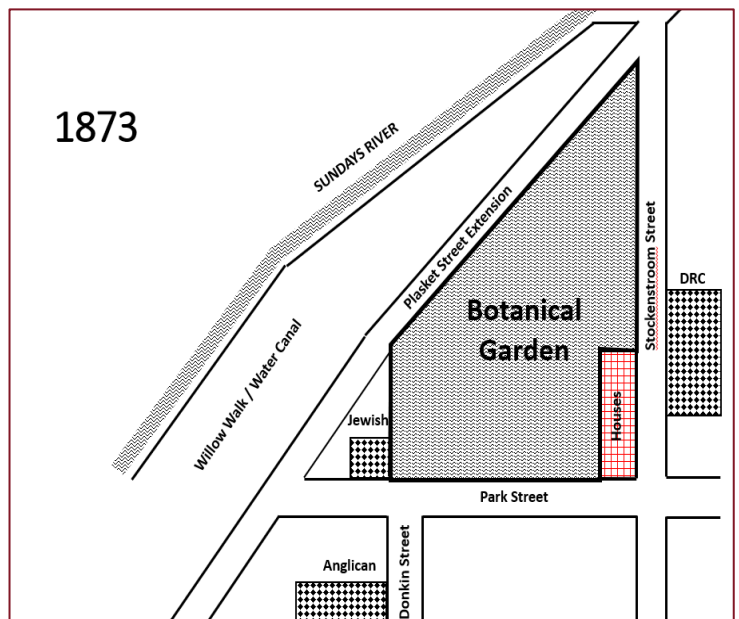 1873
SUNDAYS RIVER
Plasket Street Extension
Stockenstroom Street
DRC
Botanical
Garden
Willow Walk / Water Canal
Houses
Jewish
Park Street
Anglican
Donkin Street